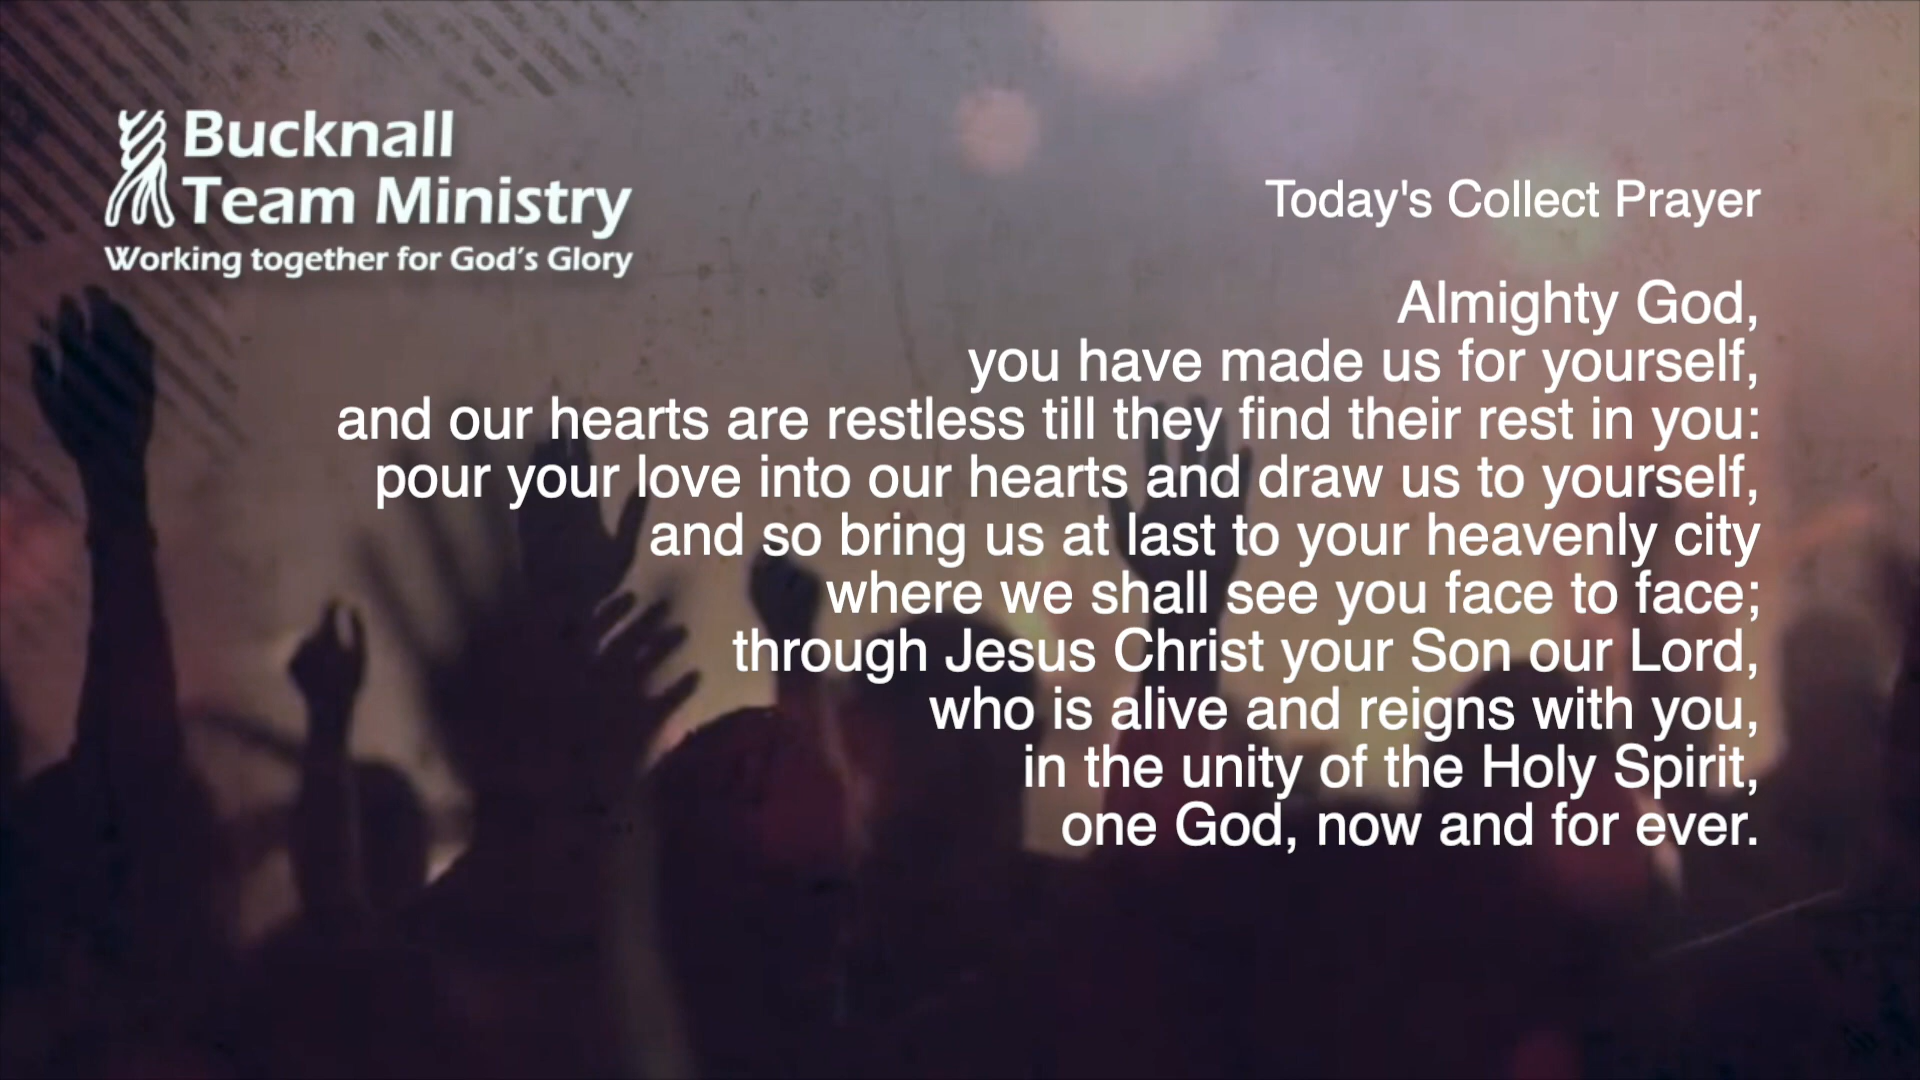 Bucknall
Team Ministry
Working together for God's Glory
Today's Collect Prayer
Almighty God,
you have made us for yourself,
and our hearts are restless till they find their rest in you:
pour your love into our hearts and draw us to yourself,
and so bring us at last to your heavenly city
where we shall see you face to face;
through Jesus Christ your Son our Lord,
who is alive and reigns with you,
in the unity of the Holy Spirit,
one God, now and for ever.